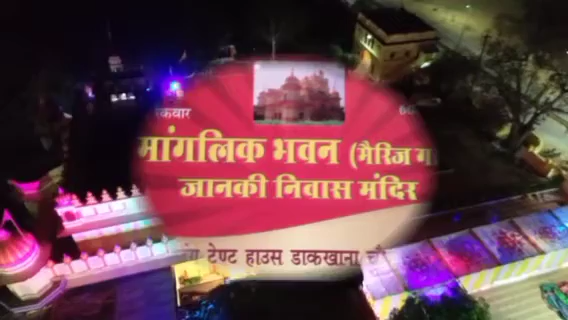 मांगलिक भवन (मैरिज ग
जानकी निवास मंदिर
टेण्ट हाउस डाकखाना